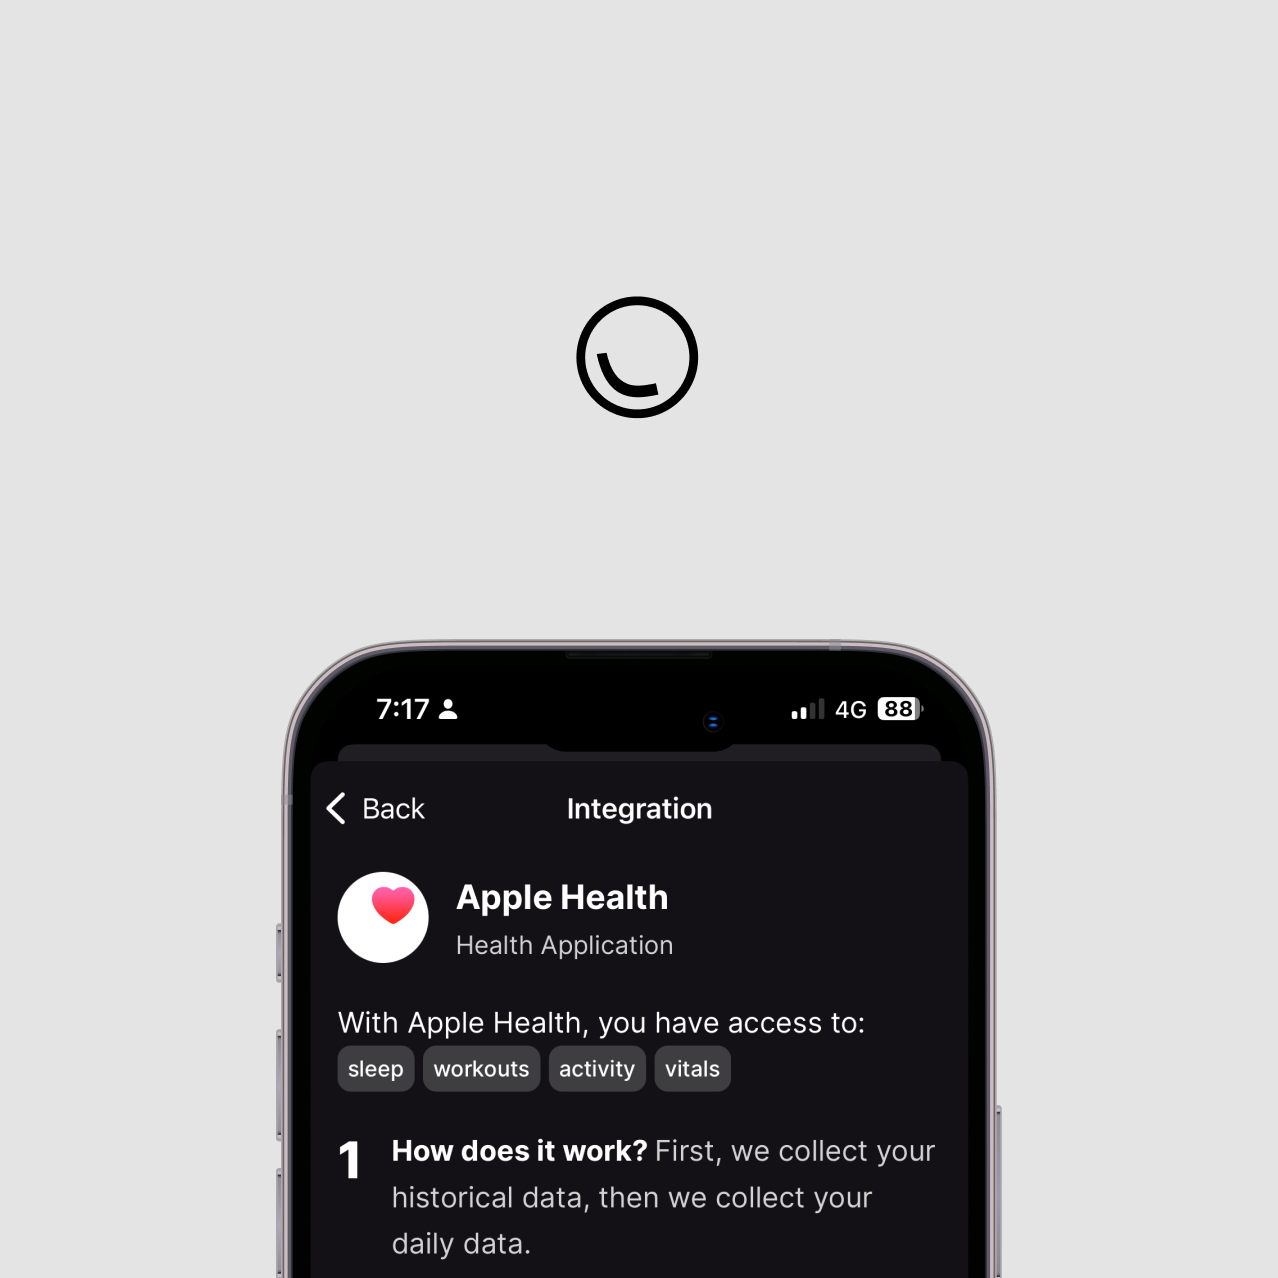 7:17 4G 88
Back Integration
Apple Health
Health Application
With Apple Health, you have access to:
sleep workouts activity vitals
1 How does it work? First, we collect your
historical data, then we collect your
daily data.